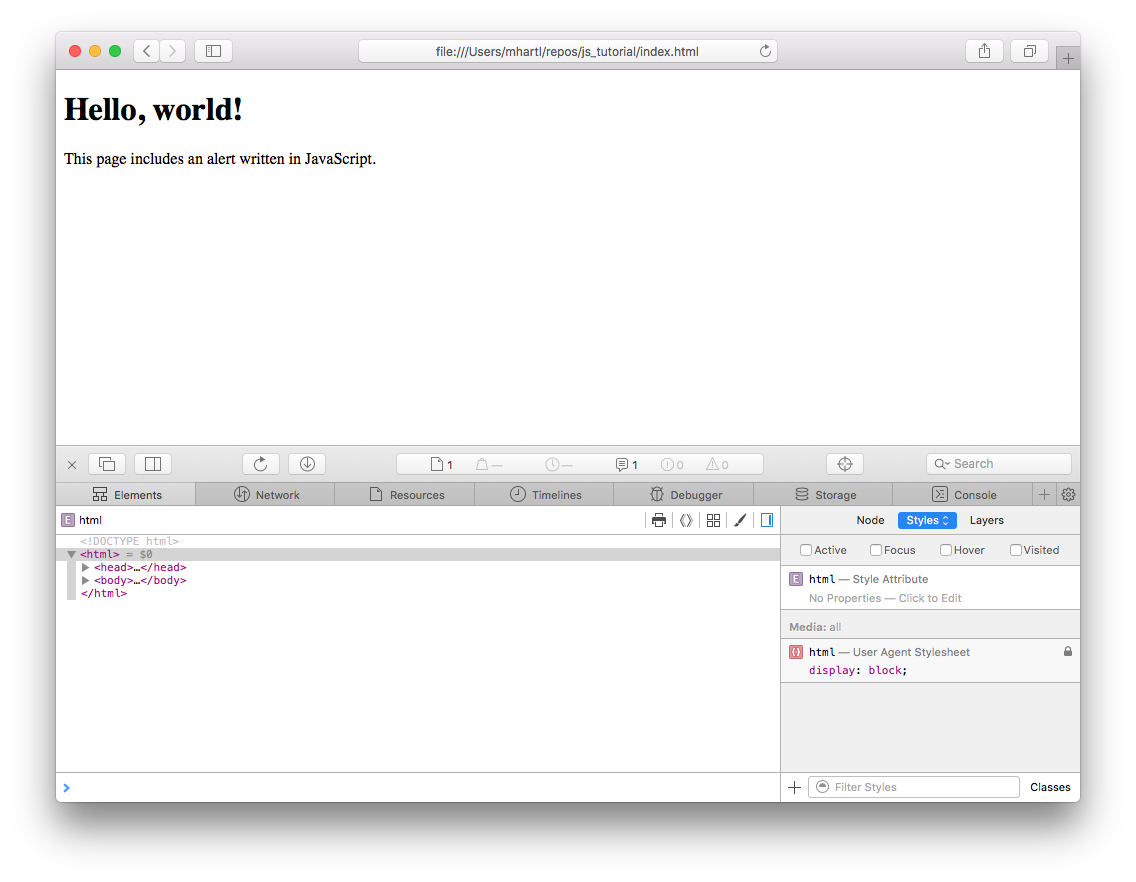 file:///Users/mhartl/repos/js_tutorial/index.html
Hello, world!
This page includes an alert written in JavaScript.
1 — — 1 0 0 Search
Elements Network Resources Timelines Debugger Storage Console
E html Node Styles Layers
<!DOCTYPE html>
<html> = $0
<head>…</head>
<body>…</body>
</html>
Active Focus Hover Visited
E html — Style Attribute
No Properties — Click to Edit
Media: all
html — User Agent Stylesheet
display: block;
Filter Styles Classes